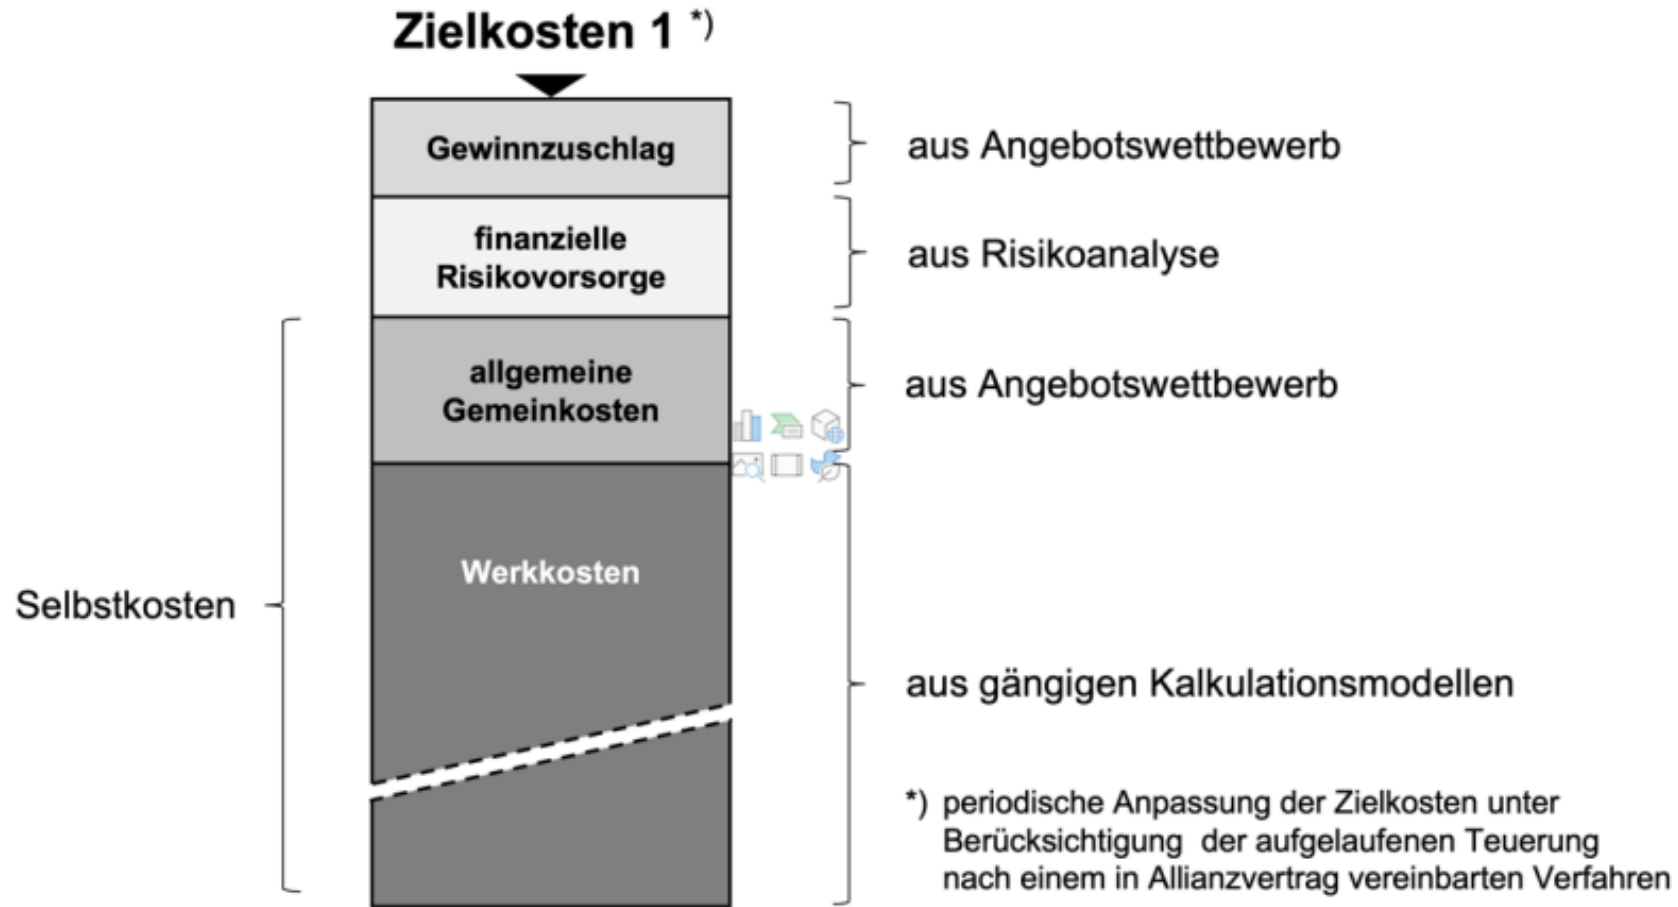 Zielkosten 1 *)
Gewinnzuschlag
aus Angebotswettbewerb
finanzielle
Risikovorsorge
aus Risikoanalyse
allgemeine
Gemeinkosten
aus Angebotswettbewerb
Werkkosten
Selbstkosten
aus gängigen Kalkulationsmodellen
*) periodische Anpassung der Zielkosten unter
Berücksichtigung der aufgelaufenen Teuerung
nach einem in Allianzvertrag vereinbarten Verfahren